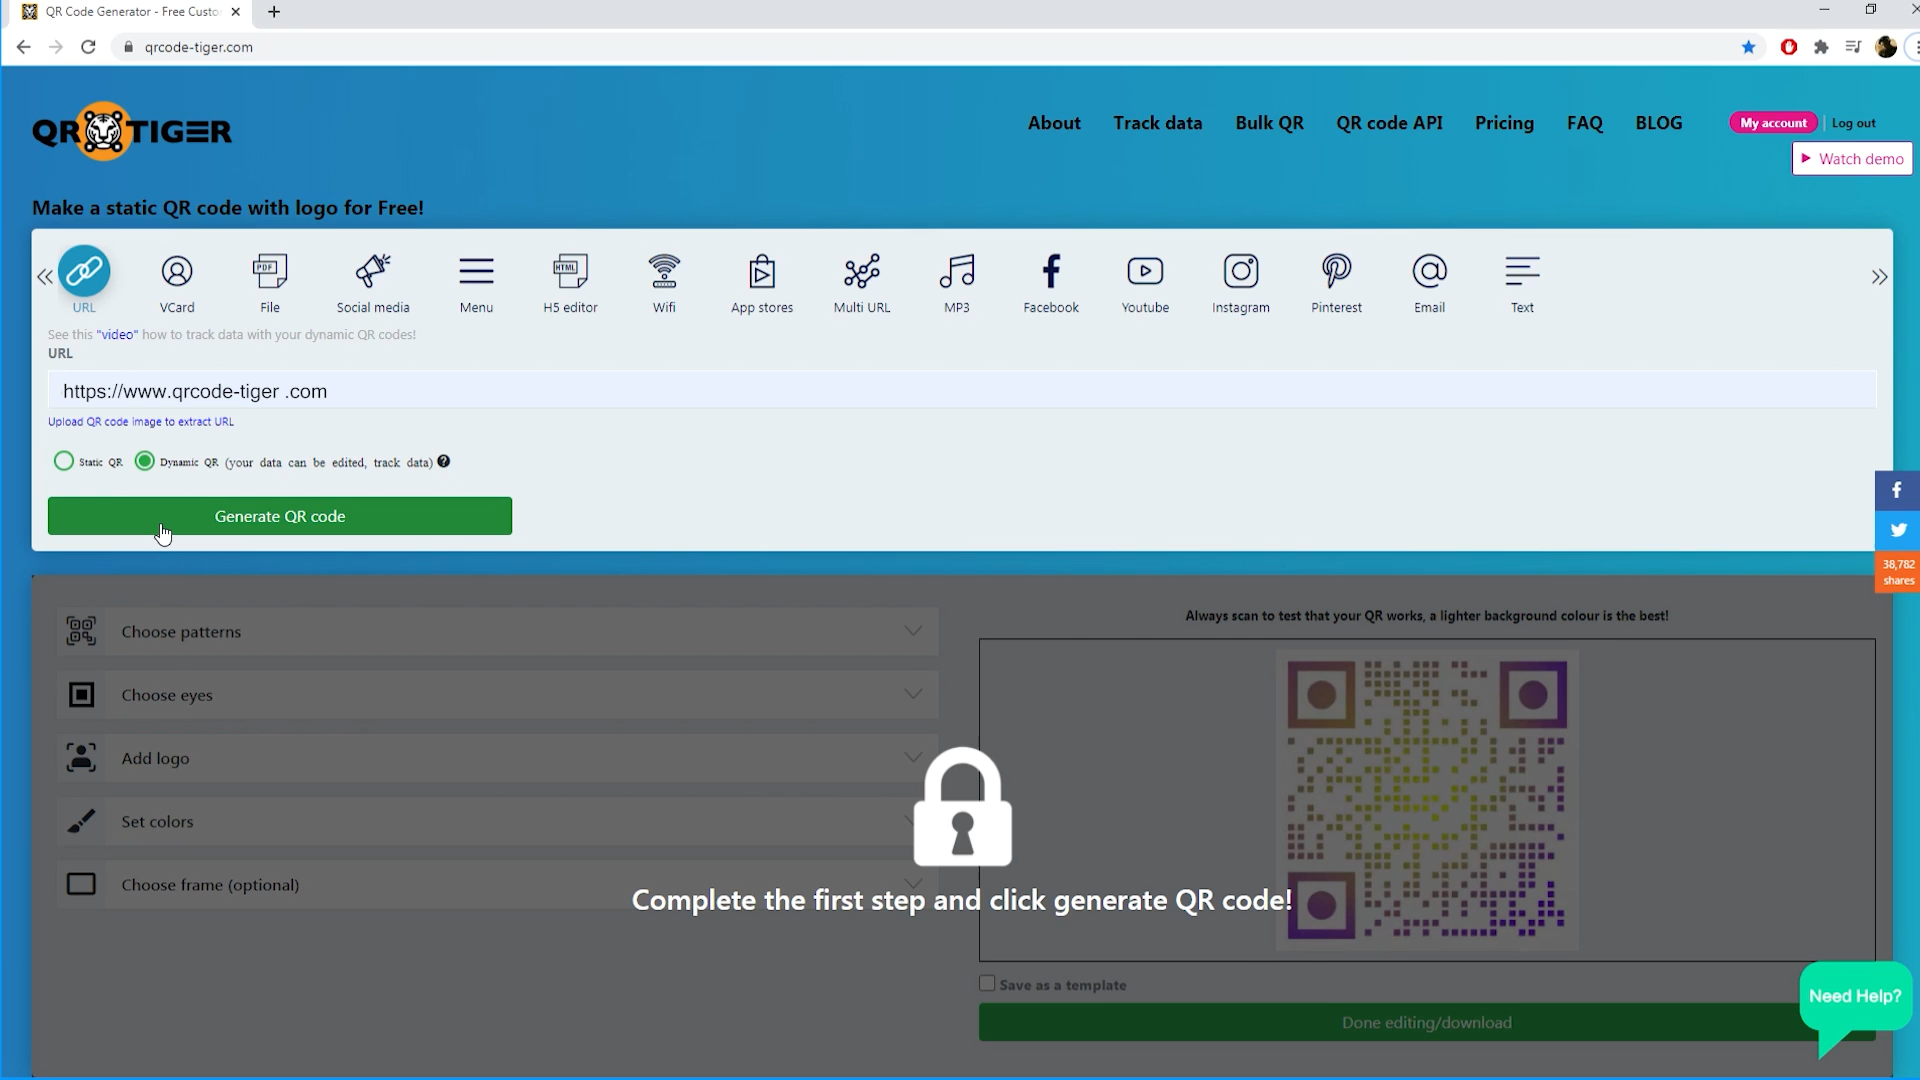 QR Code Generator - Free Custo
qrcode-tiger.com
QR TIGER
About Track data Bulk QR QR code API Pricing FAQ BLOG My account Log out
Watch demo
Make a static QR code with logo for Free!
PDF HTML
URL VCard File Social media Menu H5 editor Wifi App stores Multi URL MP3 Facebook Youtube Instagram Pinterest Email Text
See this "video" how to track data with your dynamic QR codes!
URL
https://www.qrcode-tiger .com
Upload QR code image to extract URL
Static QR Dynamic QR (your data can be edited, track data) ?
Generate QR code
38,782
shares
Choose patterns
Choose eyes
Add logo
Set colors
Choose frame (optional)
Always scan to test that your QR works, a lighter background colour is the best!
Complete the first step and click generate QR code!
Save as a template
Done editing/download
Need Help?